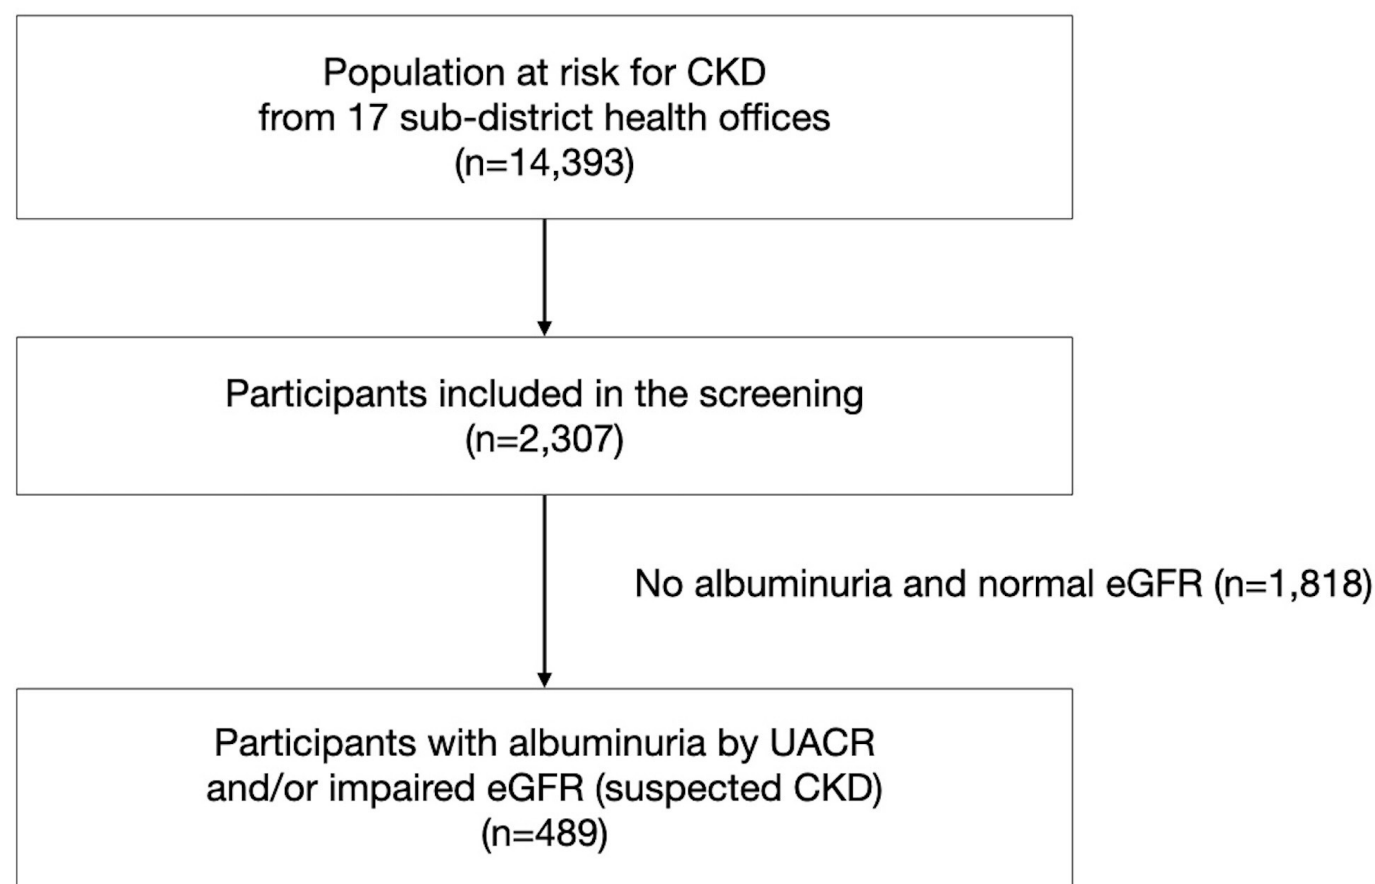 Population at risk for CKD
from 17 sub-district health offices
(n=14,393)
Participants included in the screening
(n=2,307)
No albuminuria and normal eGFR (n=1,818)
Participants with albuminuria by UACR
and/or impaired eGFR (suspected CKD)
(n=489)